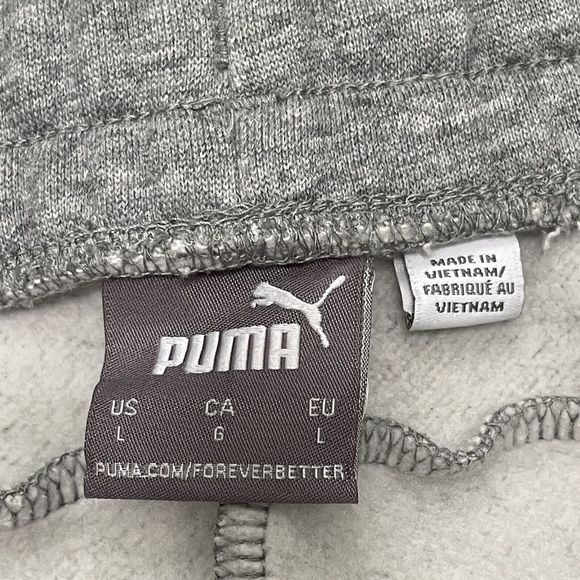 PUMA
US CA EU
L G L
PUMA.COM/FOREVERBETTER
MADE IN
VIETNAM/
FABRIQUÉ AU
VIETNAM